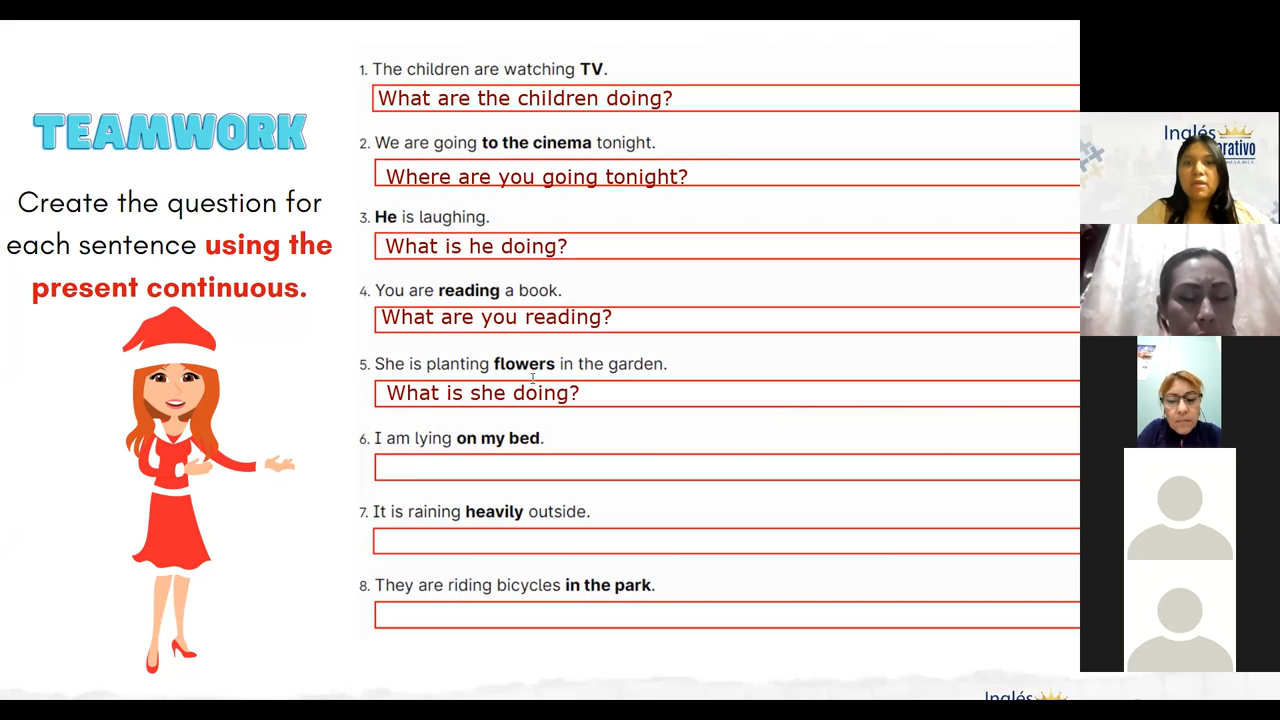 TEAMWORK
Create the question for
each sentence using the
present continuous.
1. The children are watching TV.
What are the children doing?
2. We are going to the cinema tonight.
Where are you going tonight?
3. He is laughing.
What is he doing?
4. You are reading a book.
What are you reading?
5. She is planting flowers in the garden.
What is she doing?
6. I am lying on my bed.
7. It is raining heavily outside.
8. They are riding bicycles in the park.
Inglés
Inglés